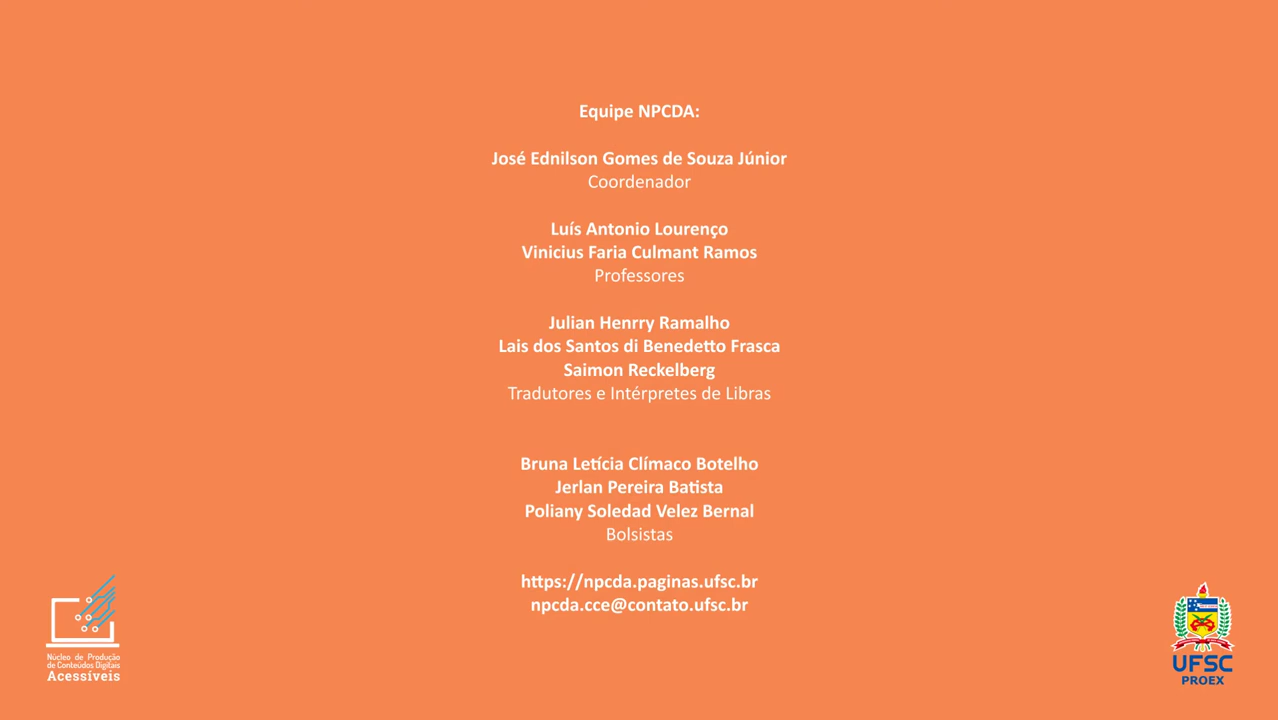 Equipe NPCDA:
José Ednilson Gomes de Souza Júnior
Coordenador
Luís Antonio Lourenço
Vinicius Faria Culmant Ramos
Professores
Julian Henrry Ramalho
Lais dos Santos di Benedetto Frasca
Saimon Reckelberg
Tradutores e Intérpretes de Libras
Bruna Letícia Clímaco Botelho
Jerlan Pereira Batista
Poliany Soledad Velez Bernal
Bolsistas
https://npcda.paginas.ufsc.br
npcda.cce@contato.ufsc.br
Núcleo de Produção
de Conteúdos Digitais
Acessíveis
UFSC
PROEX